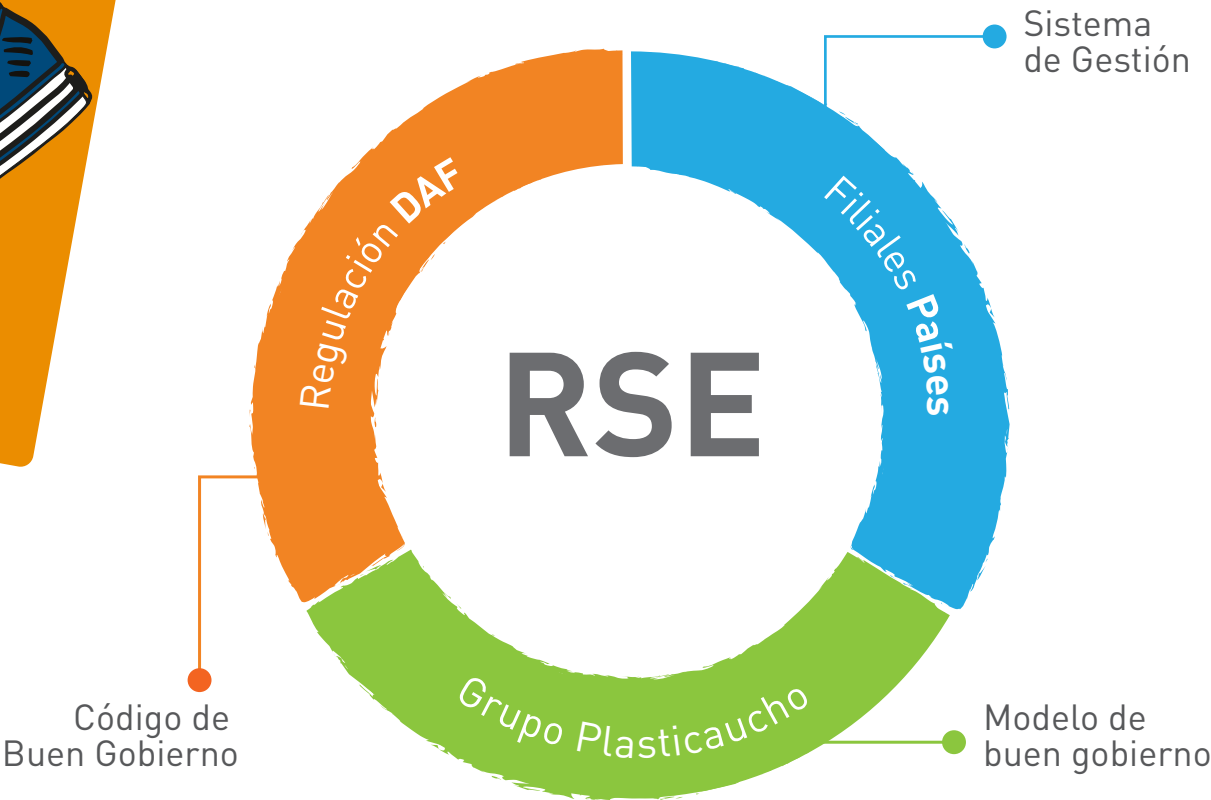 Sistema
de Gestión
Regulación DAF
Filiales Países
RSE
Grupo Plasticaucho
Código de
Buen Gobierno
Modelo de
buen gobierno